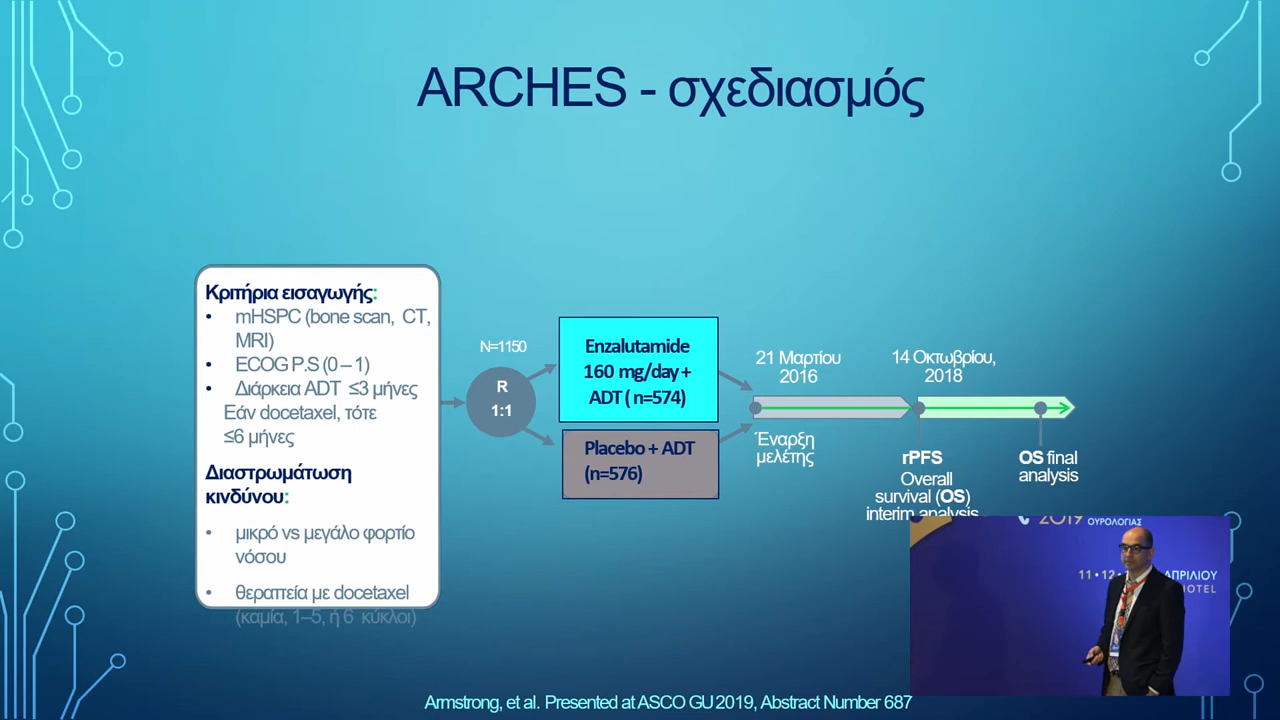 ARCHES - σχεδιασμός
Κριτήρια εισαγωγής:
• mHSPC (bone scan, CT,
MRI)
• ECOG P.S (0 – 1)
• Διάρκεια ADT ≤3 μήνες
Εάν docetaxel, τότε
≤6 μήνες
Διαστρωμάτωση
κινδύνου:
• μικρό vs μεγάλο φορτίο
νόσου
• θεραπεία με docetaxel
(καμία, 1–5, ή 6 κύκλοι)
N=1150
R
1:1
Enzalutamide
160 mg/day +
ADT ( n=574)
Placebo + ADT
(n=576)
21 Μαρτίου
2016
14 Οκτωβρίου,
2018
Έναρξη
μελέτης
rPFS
Overall
survival (OS)
interim analysis
OS final
analysis
2019 ΟΥΡΟΛΟΓΙΑΣ
11 • 12 • ΑΠΡΙΛΙΟΥ
HOTEL
Armstrong, et al. Presented at ASCO GU 2019, Abstract Number 687